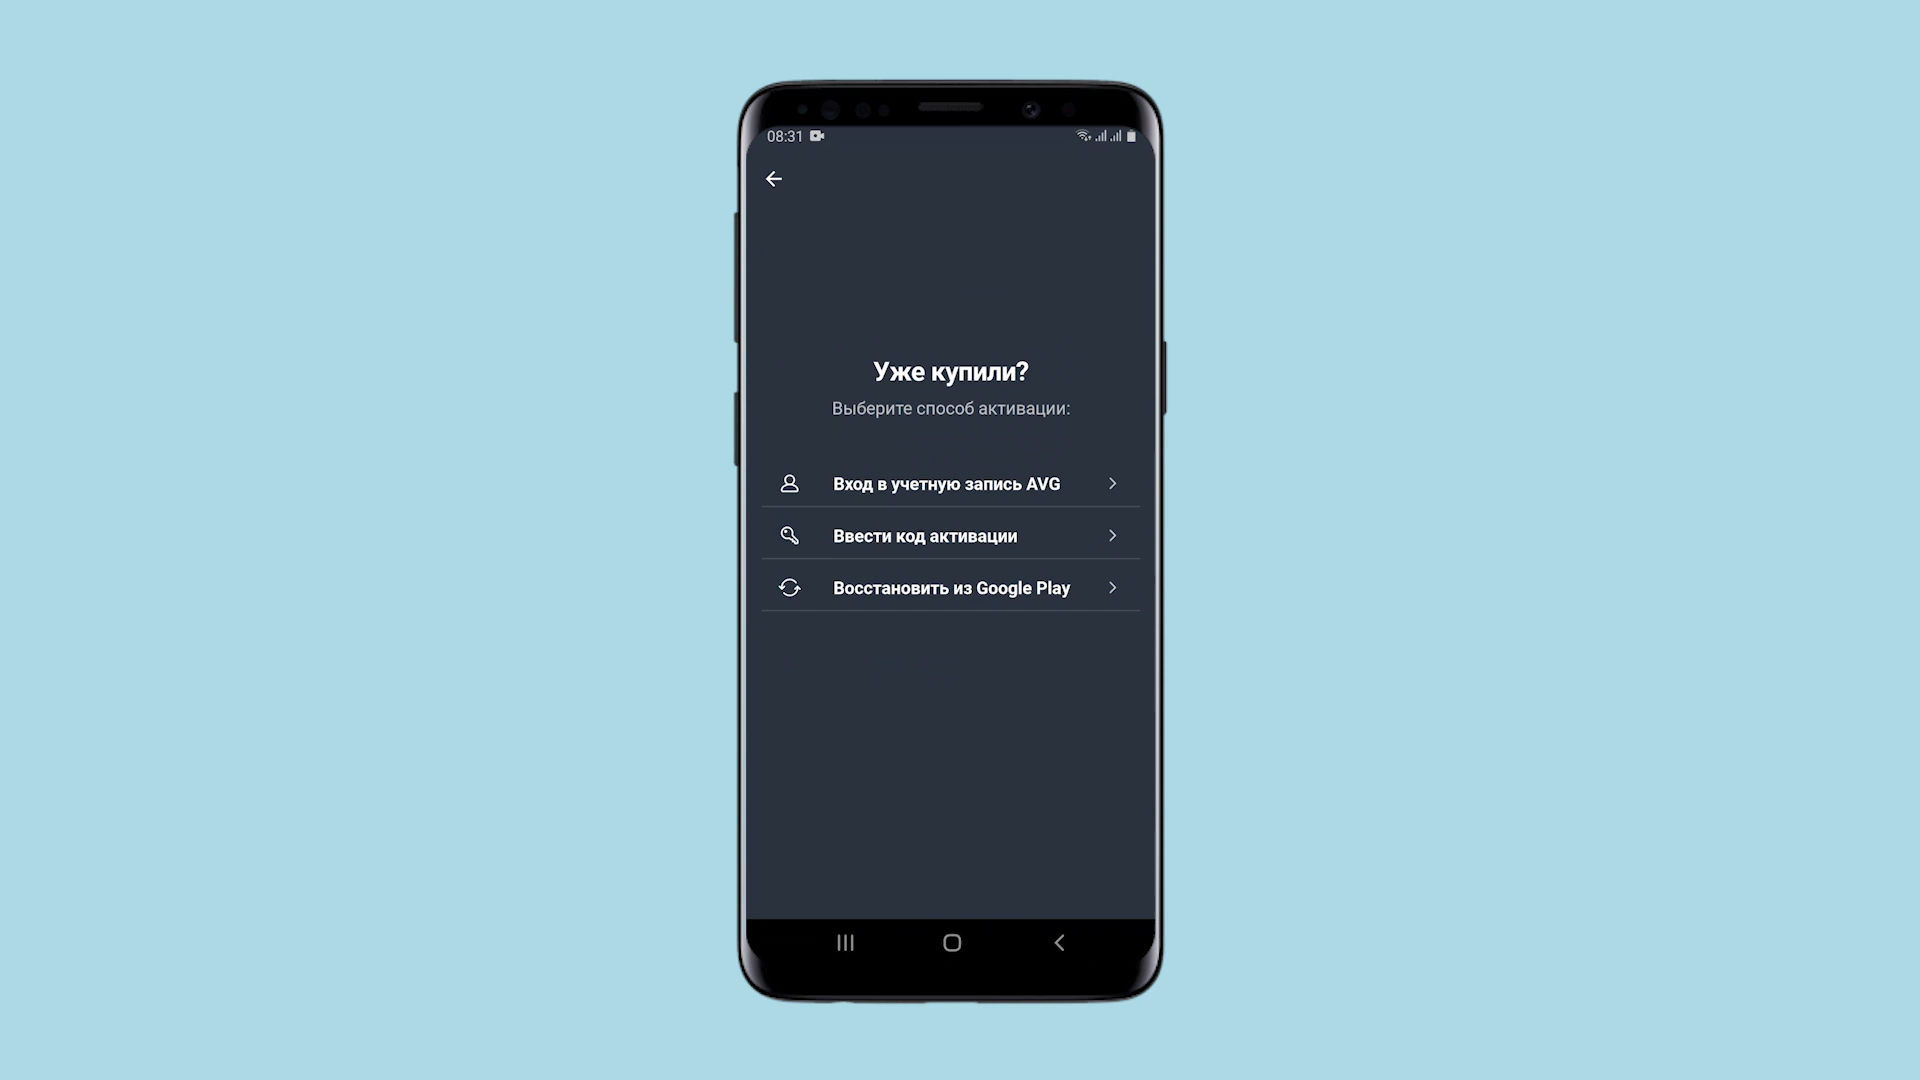 08:31
Уже купили?
Выберите способ активации:
Вход в учетную запись AVG
Ввести код активации
Восстановить из Google Play